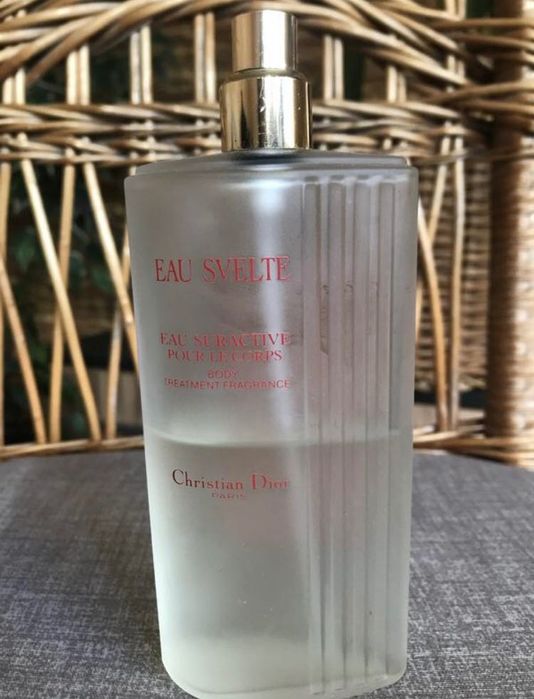 EAU SVELTE
EAU SURACTIVE
POUR LE CORPS
BODY
TREATMENT FRAGRANCE
Christian Dior
PARIS